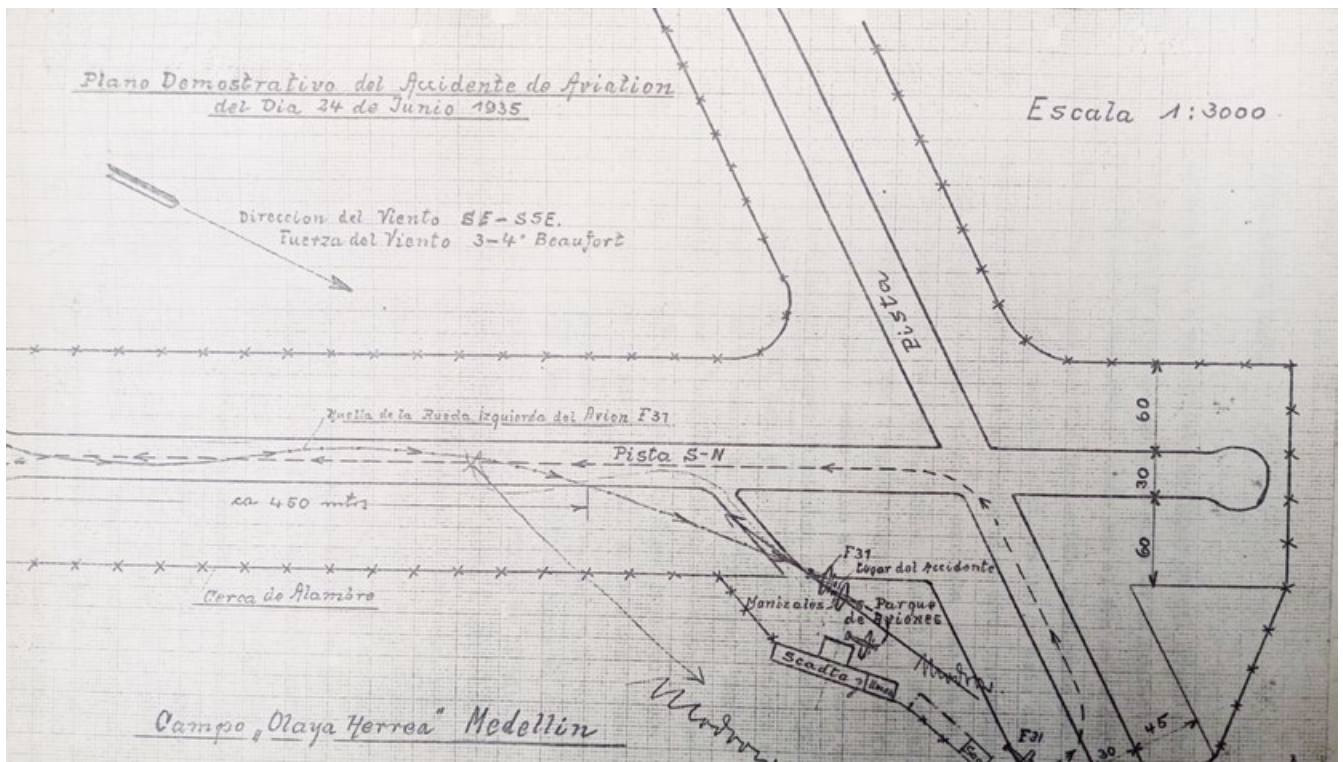 Plano Demostrativo del Accidente de Aviation
del Dia 24 de Junio 1935
Escala 1:3000
Direccion del Viento SE-SSE.
Fuerza del Viento 3-4° Beaufort
Pista
Huella de la Rueda izquierda del Avion F31
60
Pista S-N
30
ca 450 mtrs
60
F31
Lugar del Accidente
Cerca de Alambre
Manizales
Parque
de Aviones
Scadta
Campo „Olaya Herrea" Medellin
F31
30
45